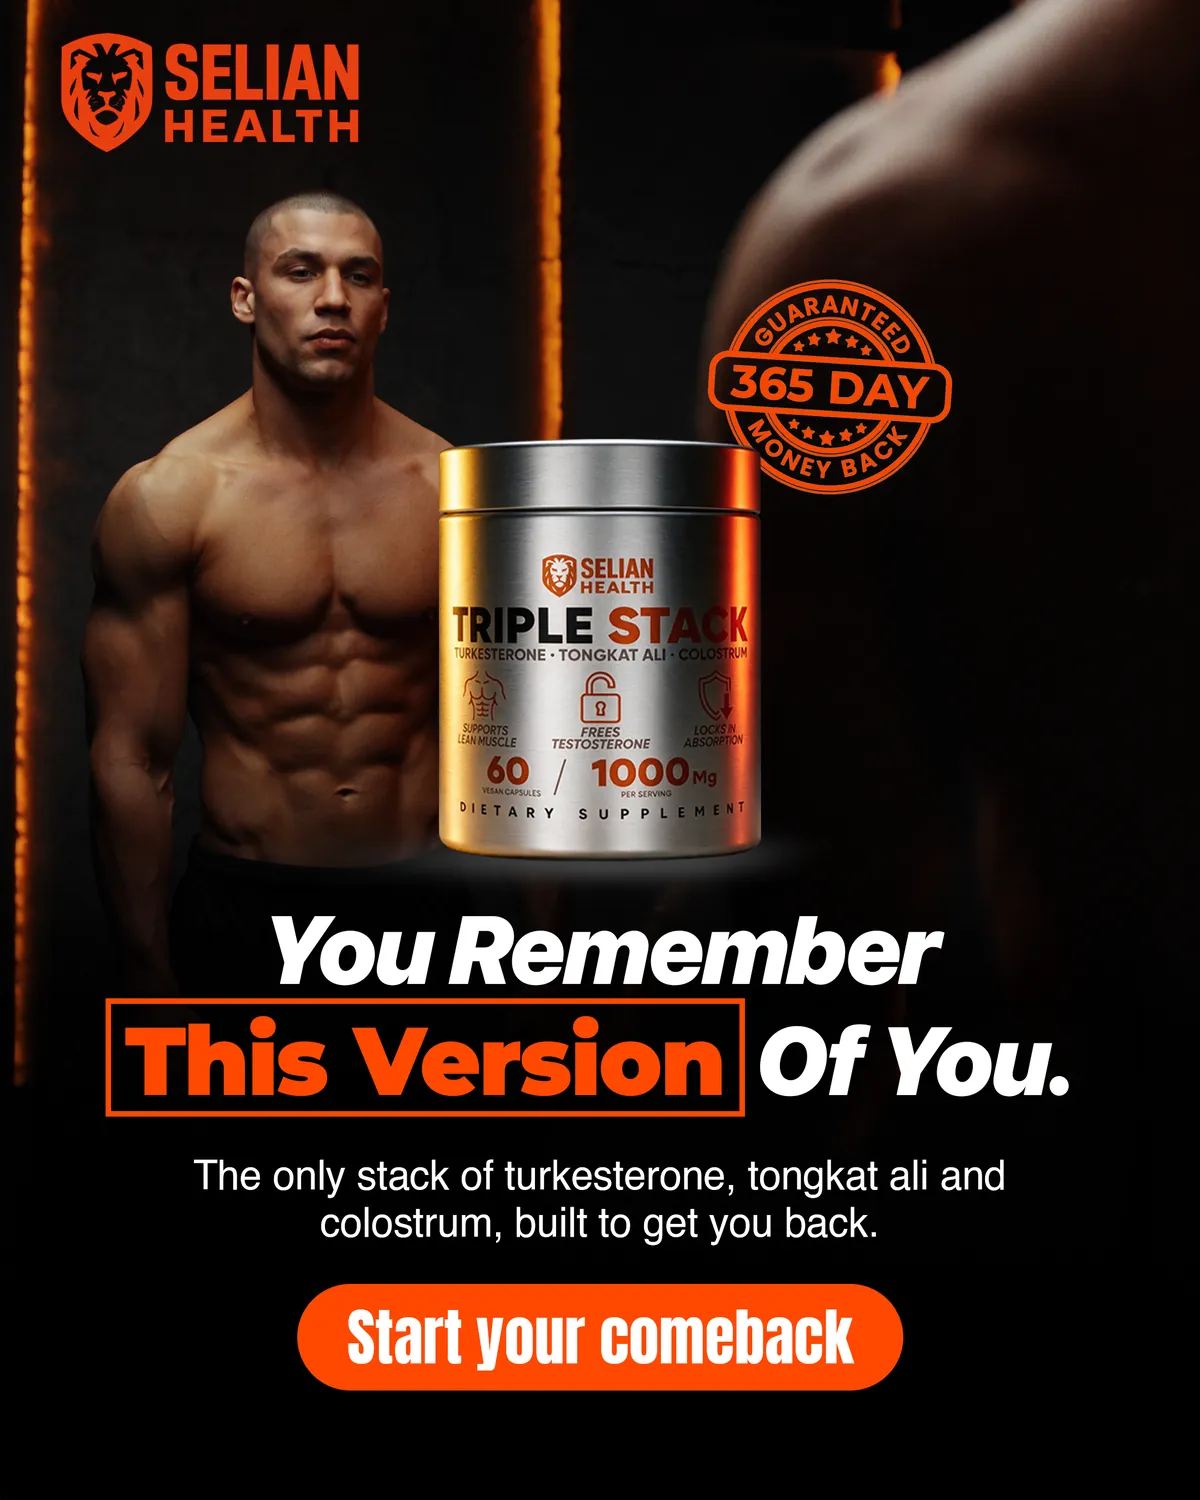 SELIAN
HEALTH
GUARANTEED
365 DAY
MONEY BACK
SELIAN
HEALTH
TRIPLE STACK
TURKESTERONE · TONGKAT ALI · COLOSTRUM
SUPPORTS
LEAN MUSCLE
FREES
TESTOSTERONE
LOCKS IN
ABSORPTION
60 / 1000 Mg
VEGAN CAPSULES PER SERVING
DIETARY SUPPLEMENT
You Remember
This Version Of You.
The only stack of turkesterone, tongkat ali and
colostrum, built to get you back.
Start your comeback